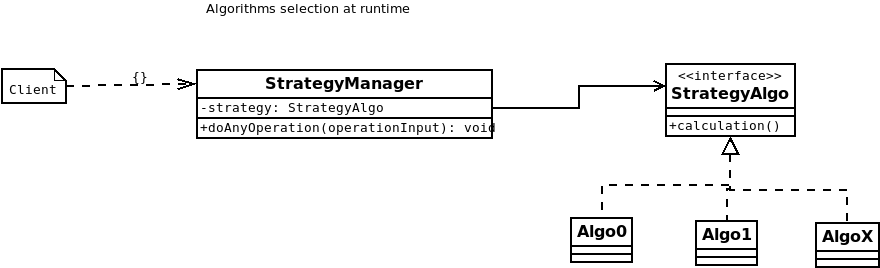 Algorithms selection at runtime
Client
{}
StrategyManager
-strategy: StrategyAlgo
+doAnyOperation(operationInput): void
<<interface>>
StrategyAlgo
+calculation()
Algo0
Algo1
AlgoX